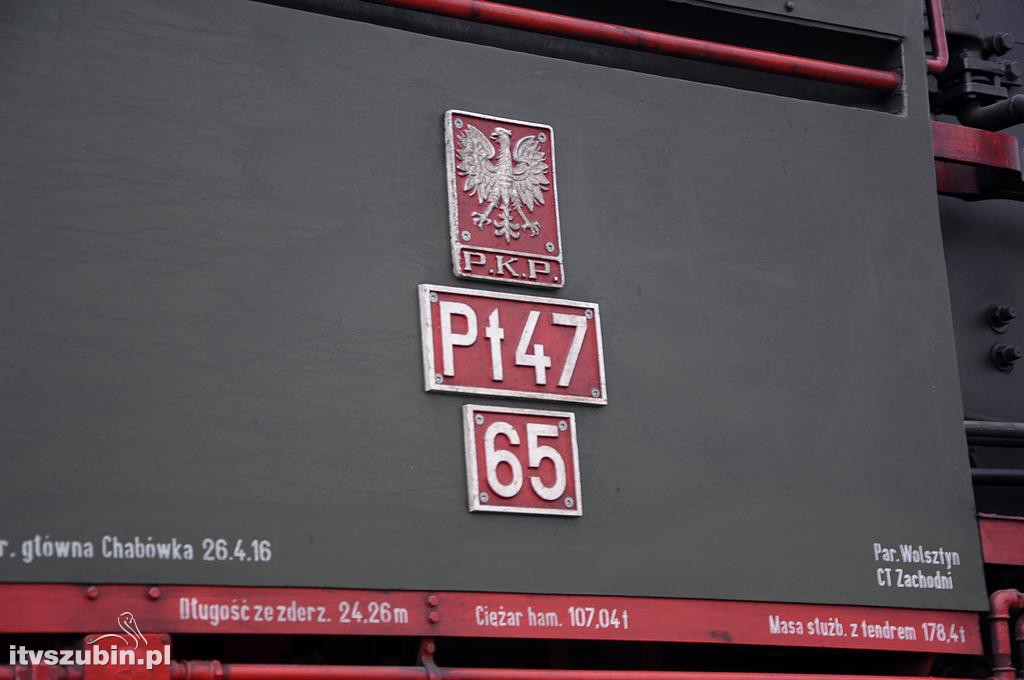 P.K.P.
Pt47
65
r. główna Chabówka 26.4.16
Par. Wolsztyn
CT Zachodni
Długość ze zderz. 24,26m
Ciężar ham. 107,04t
Masa służb. z tendrem 178,4t
itvszubin.pl